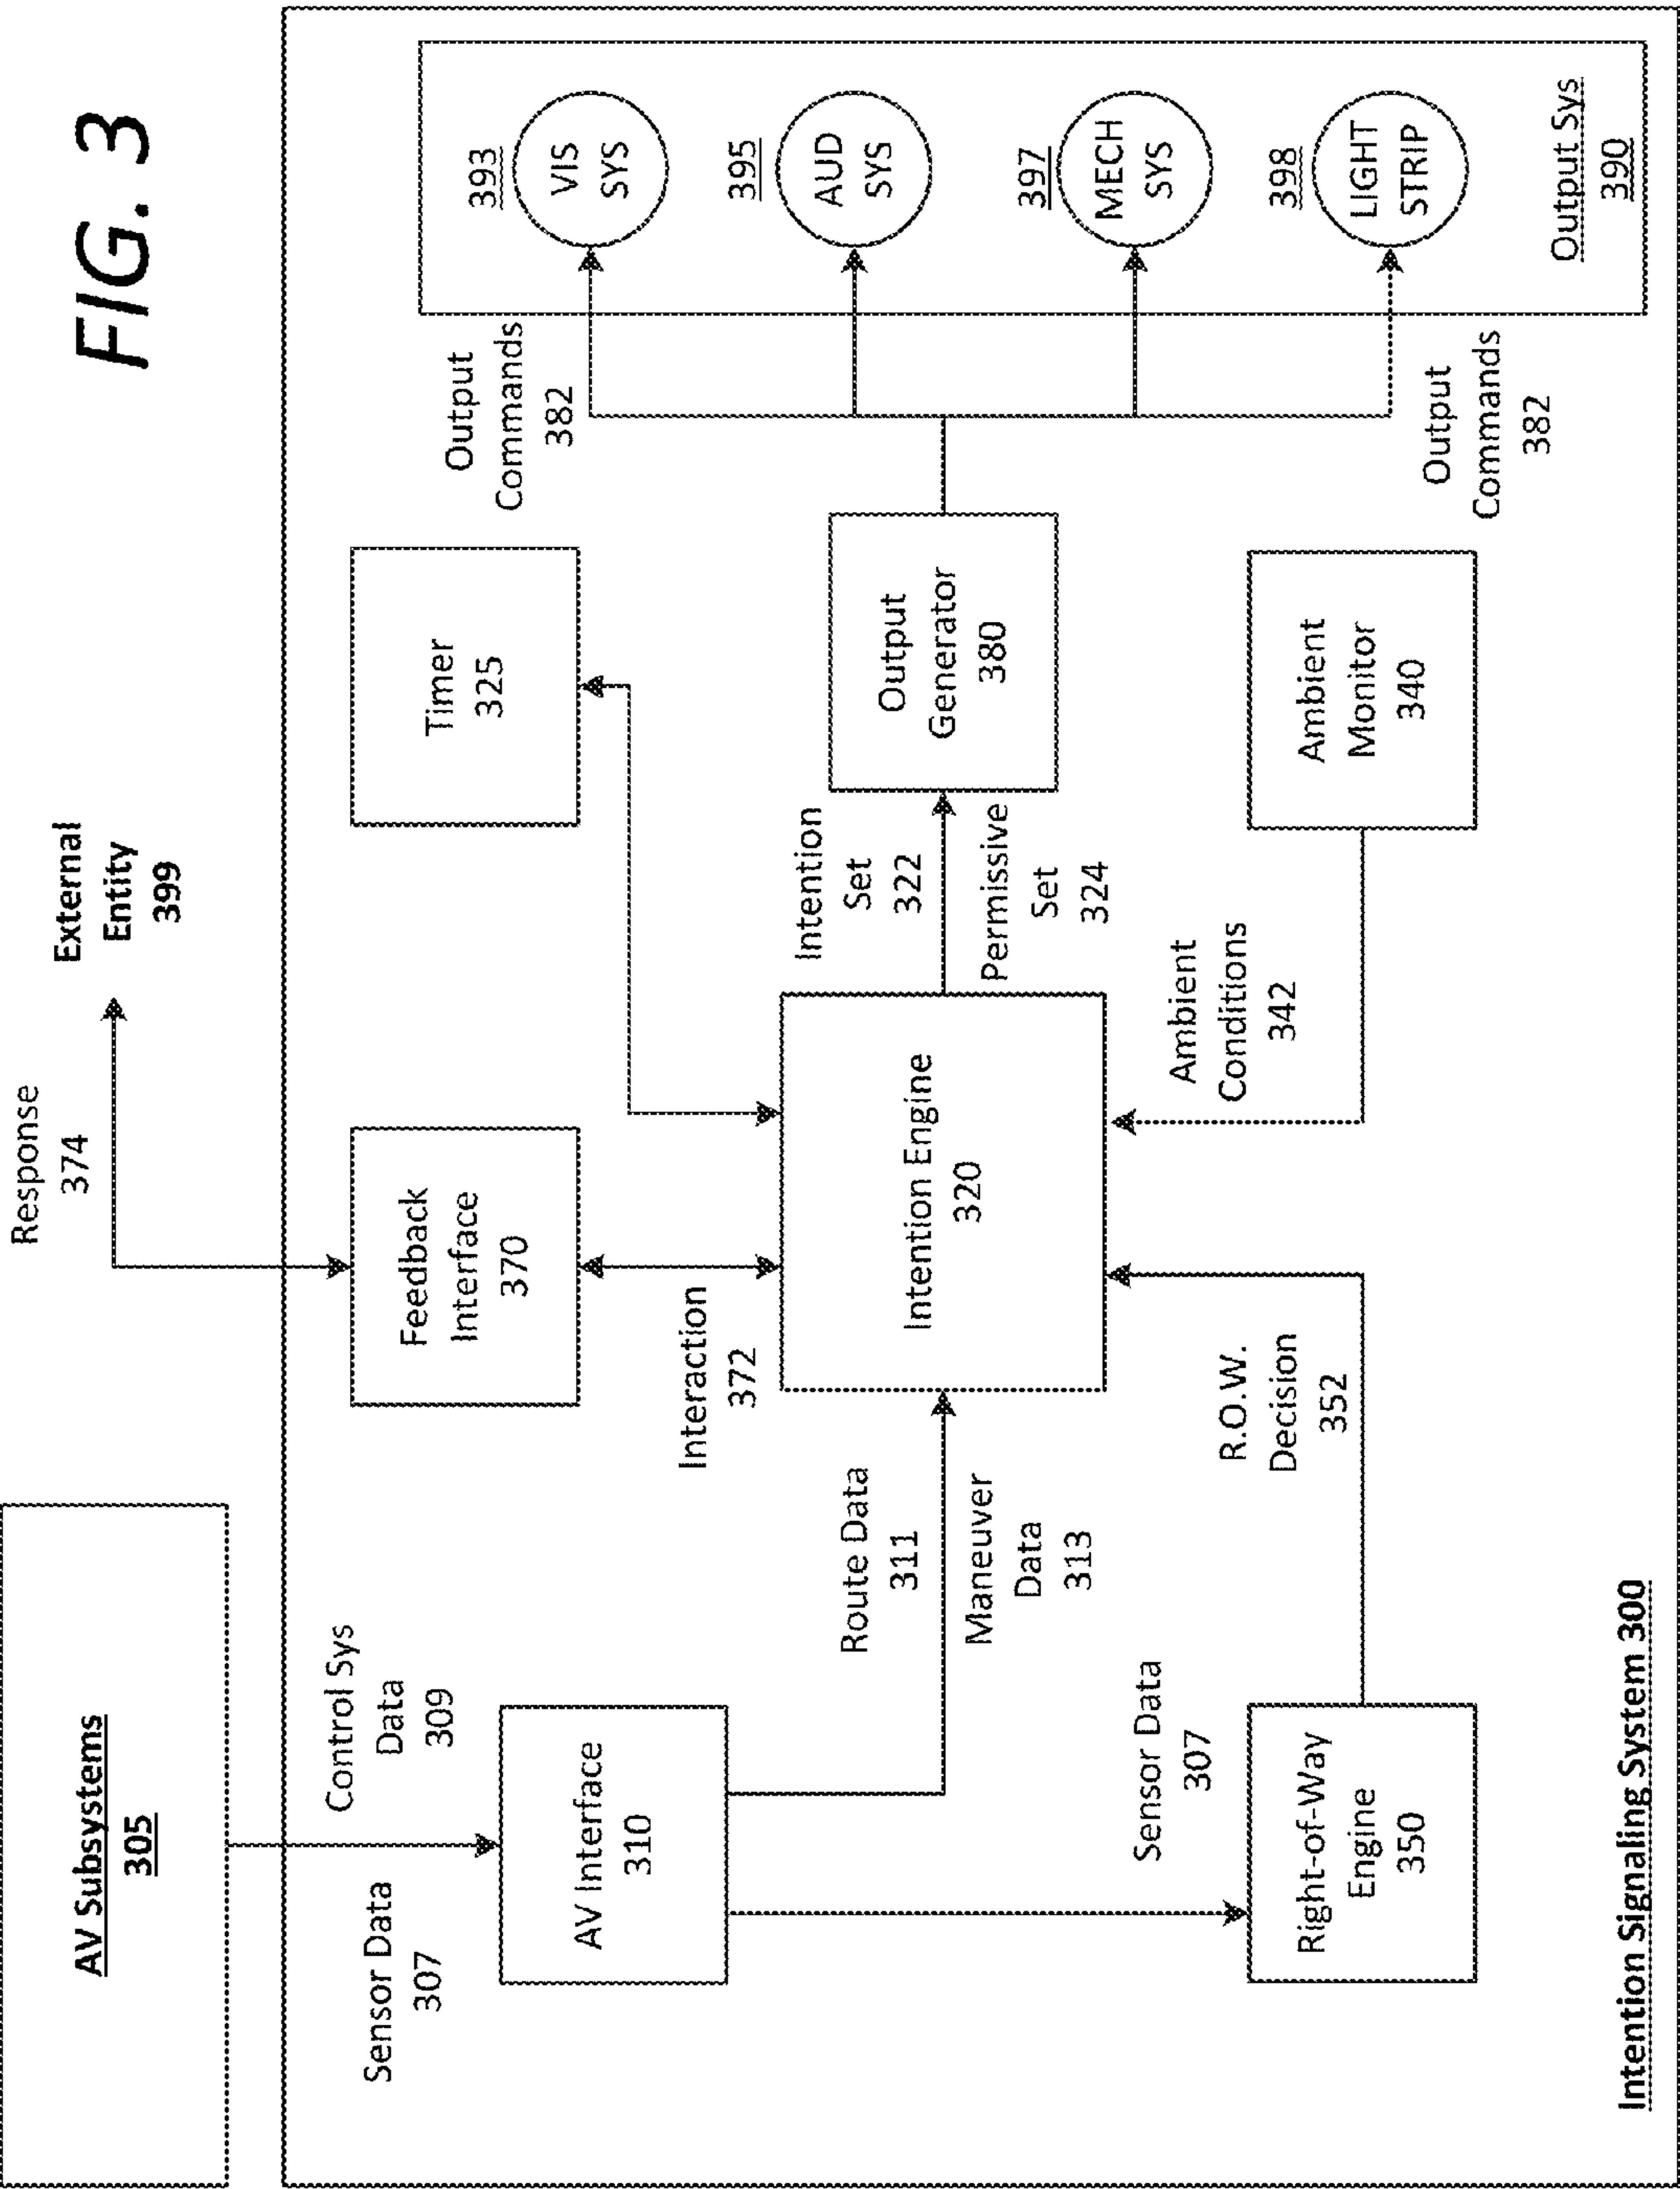 FIG. 3
AV Subsystems
305
Response
374
External
Entity
399
Sensor Data
307
Control Sys
Data
309
AV Interface
310
Feedback
Interface
370
Timer
325
Interaction
372
Route Data
311
Maneuver
Data
313
Intention Engine
320
Intention
Set
322
Permissive
Set
324
Output
Generator
380
Output
Commands
382
Output
Commands
382
393
VIS
SYS
395
AUD
SYS
397
MECH
SYS
398
LIGHT
STRIP
Output Sys
390
Sensor Data
307
Right-of-Way
Engine
350
R.O.W.
Decision
352
Ambient
Conditions
342
Ambient
Monitor
340
Intention Signaling System 300